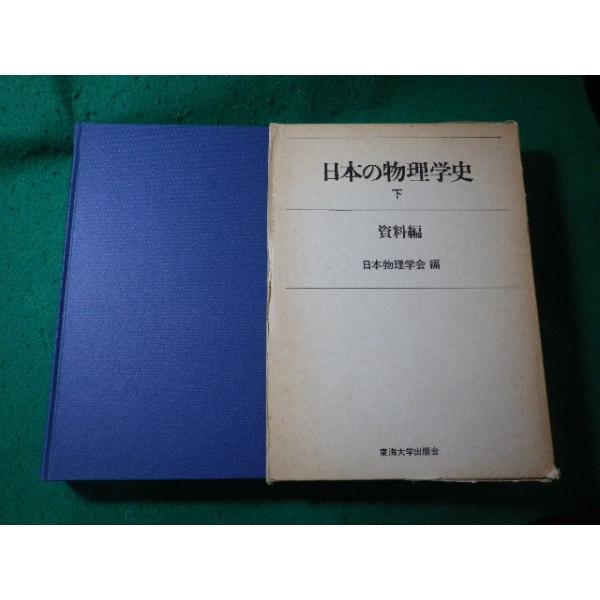 日本の物理学史
下
資料編
日本物理学会 編
東海大学出版会